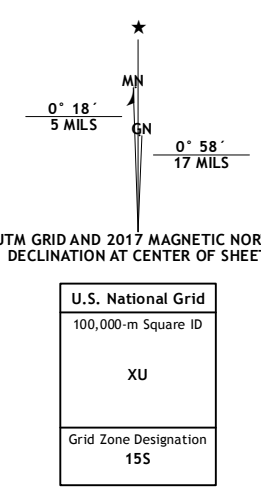 MN
0° 18´
5 MILS
GN
0° 58´
17 MILS
UTM GRID AND 2017 MAGNETIC NOR
DECLINATION AT CENTER OF SHEET
U.S. National Grid
100,000-m Square ID
XU
Grid Zone Designation
15S